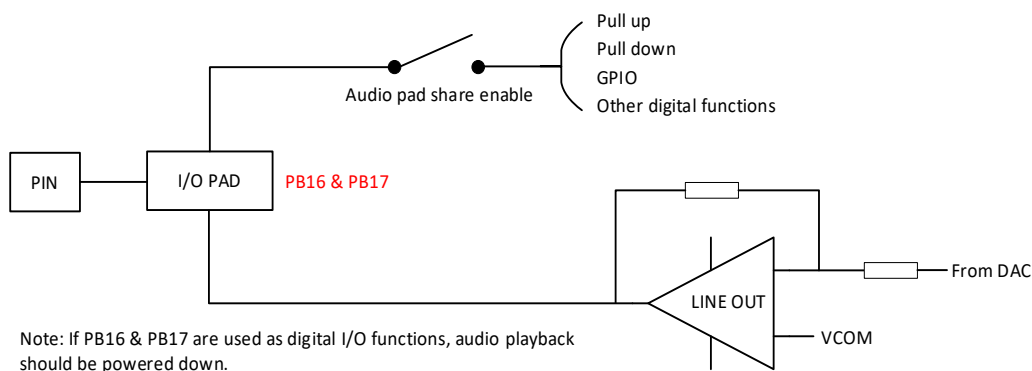 Pull up
Pull down
GPIO
Other digital functions
Audio pad share enable
PIN
I/O PAD
PB16 & PB17
LINE OUT
From DAC
VCOM
Note: If PB16 & PB17 are used as digital I/O functions, audio playback
should be powered down.